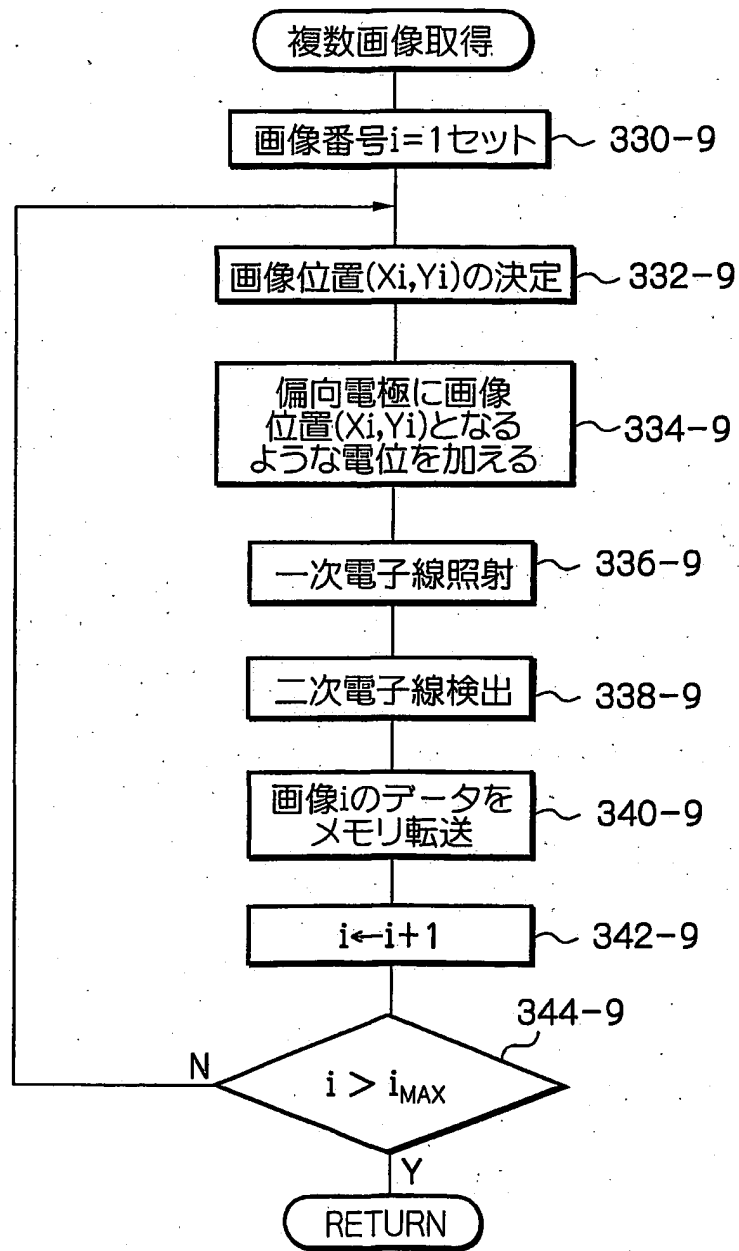 複数画像取得
画像番号i=1セット
330-9
画像位置(Xi,Yi)の決定
332-9
偏向電極に画像
位置(Xi,Yi)となる
ような電位を加える
334-9
一次電子線照射
336-9
二次電子線検出
338-9
画像iのデータを
メモリ転送
340-9
i←i+1
342-9
344-9
N
i > iMAX
Y
RETURN